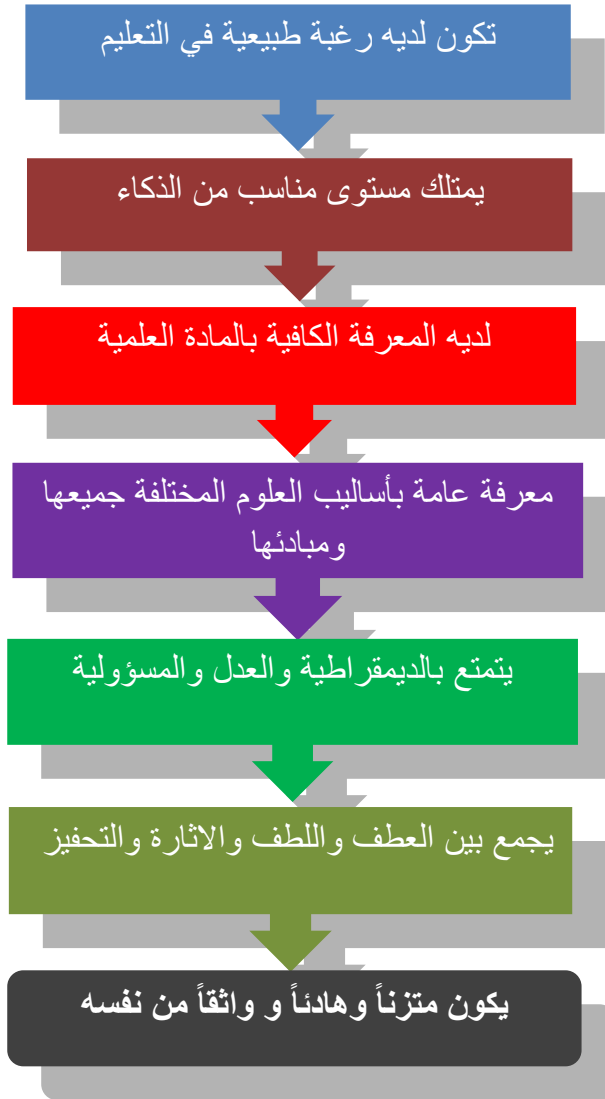 تكون لديه رغبة طبيعية في التعليم
يمتلك مستوى مناسب من الذكاء
لديه المعرفة الكافية بالمادة العلمية
معرفة عامة بأساليب العلوم المختلفة جميعها
ومبادئها
يتمتع بالديمقراطية والعدل والمسؤولية
يجمع بين العطف واللطف والاثارة والتحفيز
يكون متزناً وهادئاً و واثقاً من نفسه